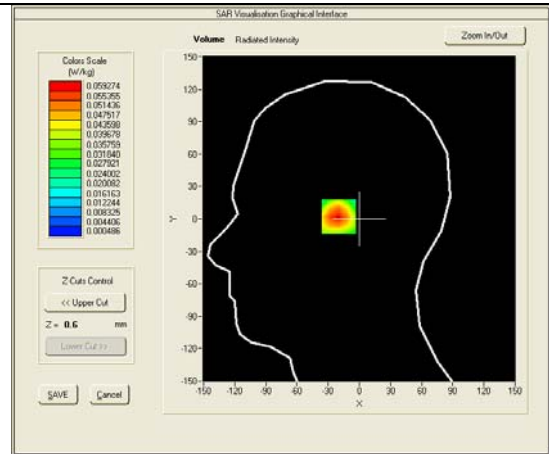 SAR Visualisation Graphical Interface
Volume Radiated Intensity
Zoom In/Out
Colors Scale
(W/kg)
0.059274
0.055355
0.051436
0.047517
0.043598
0.039678
0.035759
0.031840
0.027921
0.024002
0.020082
0.016163
0.012244
0.008325
0.004406
0.000486
Z Cuts Control
<< Upper Cut
Z = 0.6 mm
Lower Cut >>
SAVE Cancel
150
120
90
60
30
0
-30
-60
-90
-120
-150
Y
-150 -120 -90 -60 -30 0 30 60 90 120 150
X